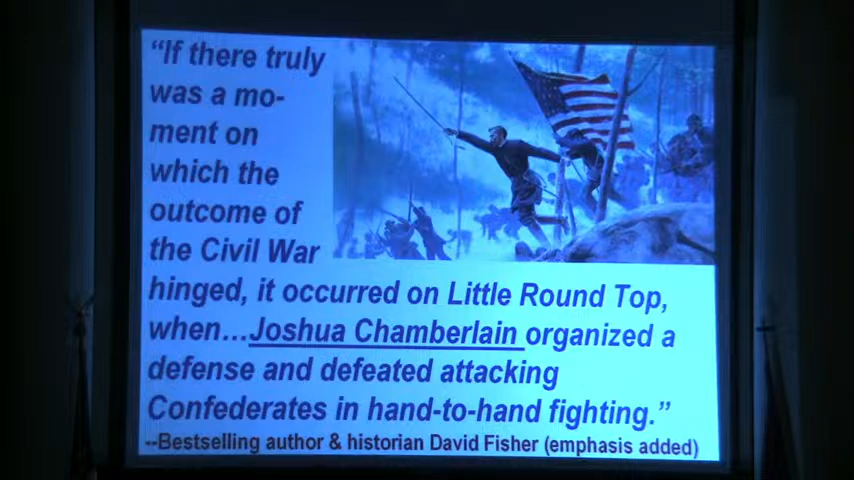 “If there truly
was a mo-
ment on
which the
outcome of
the Civil War
hinged, it occurred on Little Round Top,
when...Joshua Chamberlain organized a
defense and defeated attacking
Confederates in hand-to-hand fighting.”
--Bestselling author & historian David Fisher (emphasis added)